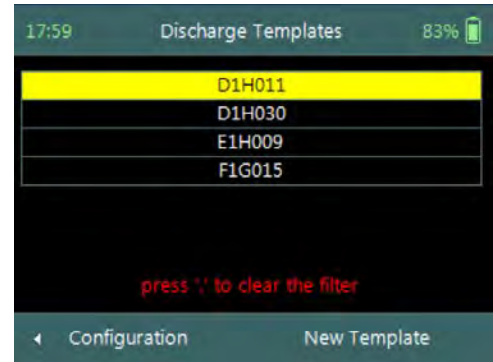 17:59 Discharge Templates 83%
D1H011
D1H030
E1H009
F1G015
press '.' to clear the filter
Configuration New Template